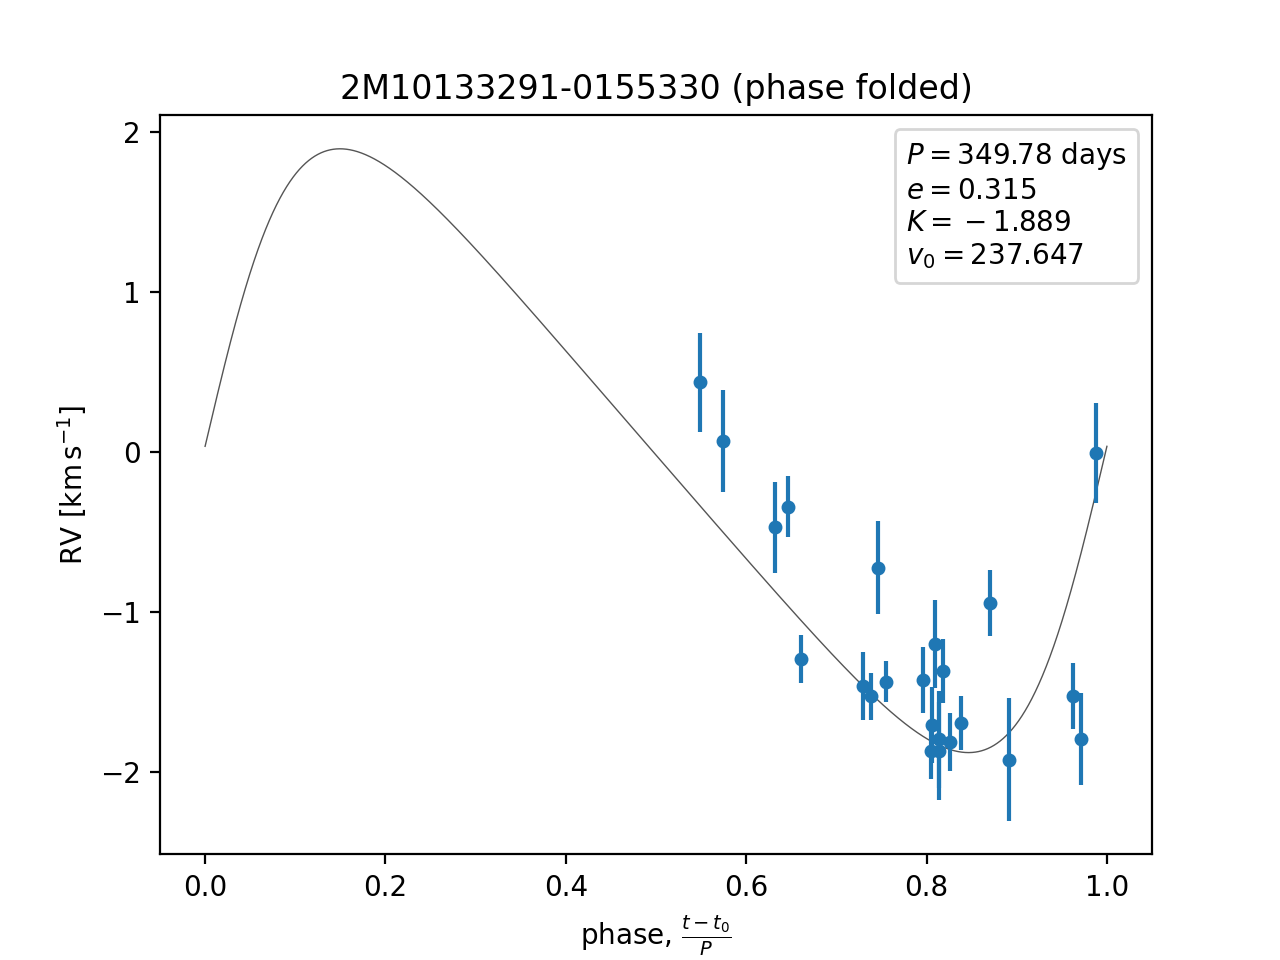 2M10133291-0155330 (phase folded)
P = 349.78 days
e = 0.315
K = −1.889
v₀ = 237.647
RV [km s⁻¹]
2
1
0
−1
−2
0.0 0.2 0.4 0.6 0.8 1.0
phase, (t − t₀)/P